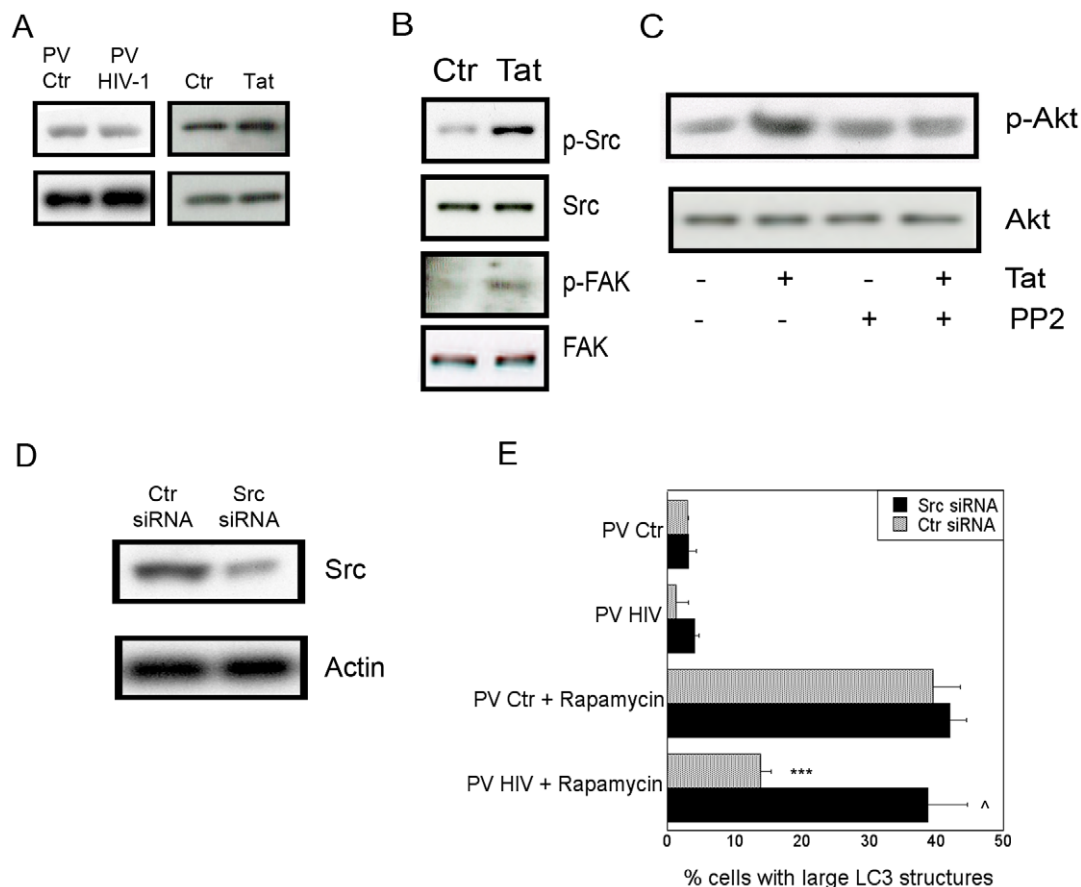 A
PV Ctr
PV HIV-1
Ctr
Tat
B
Ctr Tat
p-Src
Src
p-FAK
FAK
C
p-Akt
Akt
- + - + Tat
- - + + PP2
D
Ctr siRNA
Src siRNA
Src
Actin
E
Src siRNA
Ctr siRNA
PV Ctr
PV HIV
PV Ctr + Rapamycin
PV HIV + Rapamycin
***
^
0 10 20 30 40 50
% cells with large LC3 structures